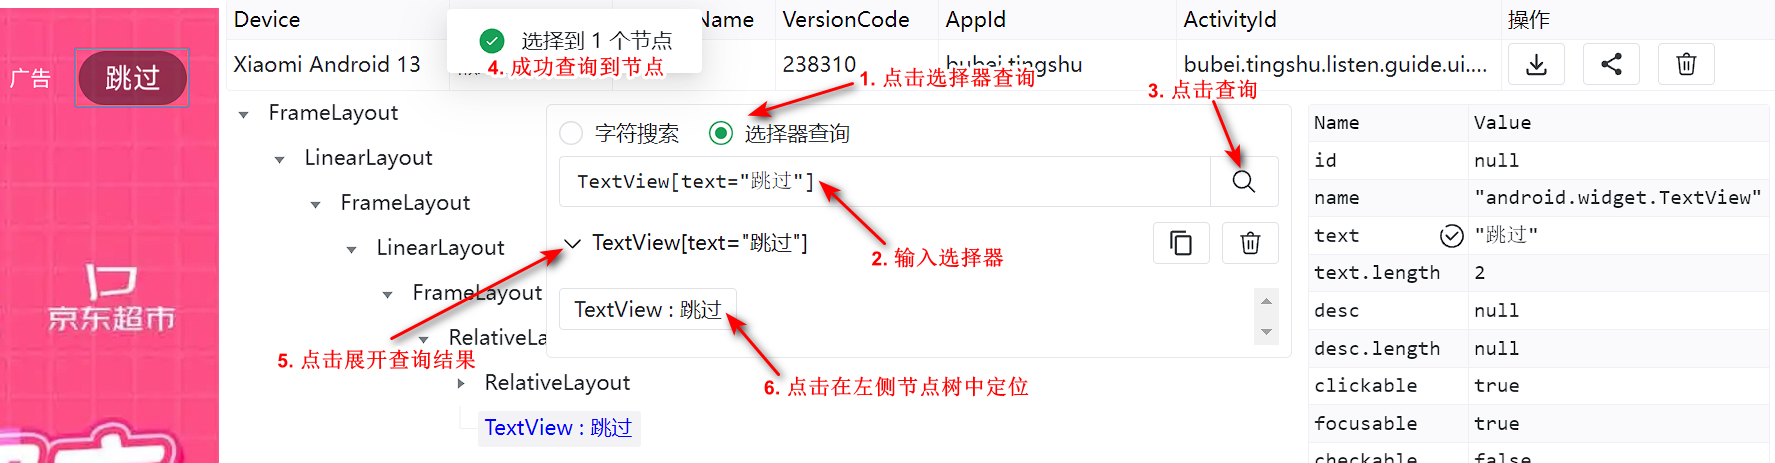 Device
Name
VersionCode
AppId
ActivityId
操作
选择到 1 个节点
4. 成功查询到节点
Xiaomi Android 13
238310
bubei.tingshu
bubei.tingshu.listen.guide.ui....
1. 点击选择器查询
3. 点击查询
广告
跳过
京东超市
FrameLayout
LinearLayout
FrameLayout
LinearLayout
FrameLayout
RelativeLa
RelativeLayout
TextView : 跳过
字符搜索
选择器查询
TextView[text="跳过"]
2. 输入选择器
TextView[text="跳过"]
TextView : 跳过
5. 点击展开查询结果
6. 点击在左侧节点树中定位
Name Value
id null
name "android.widget.TextView"
text "跳过"
text.length 2
desc null
desc.length null
clickable true
focusable true
checkable false